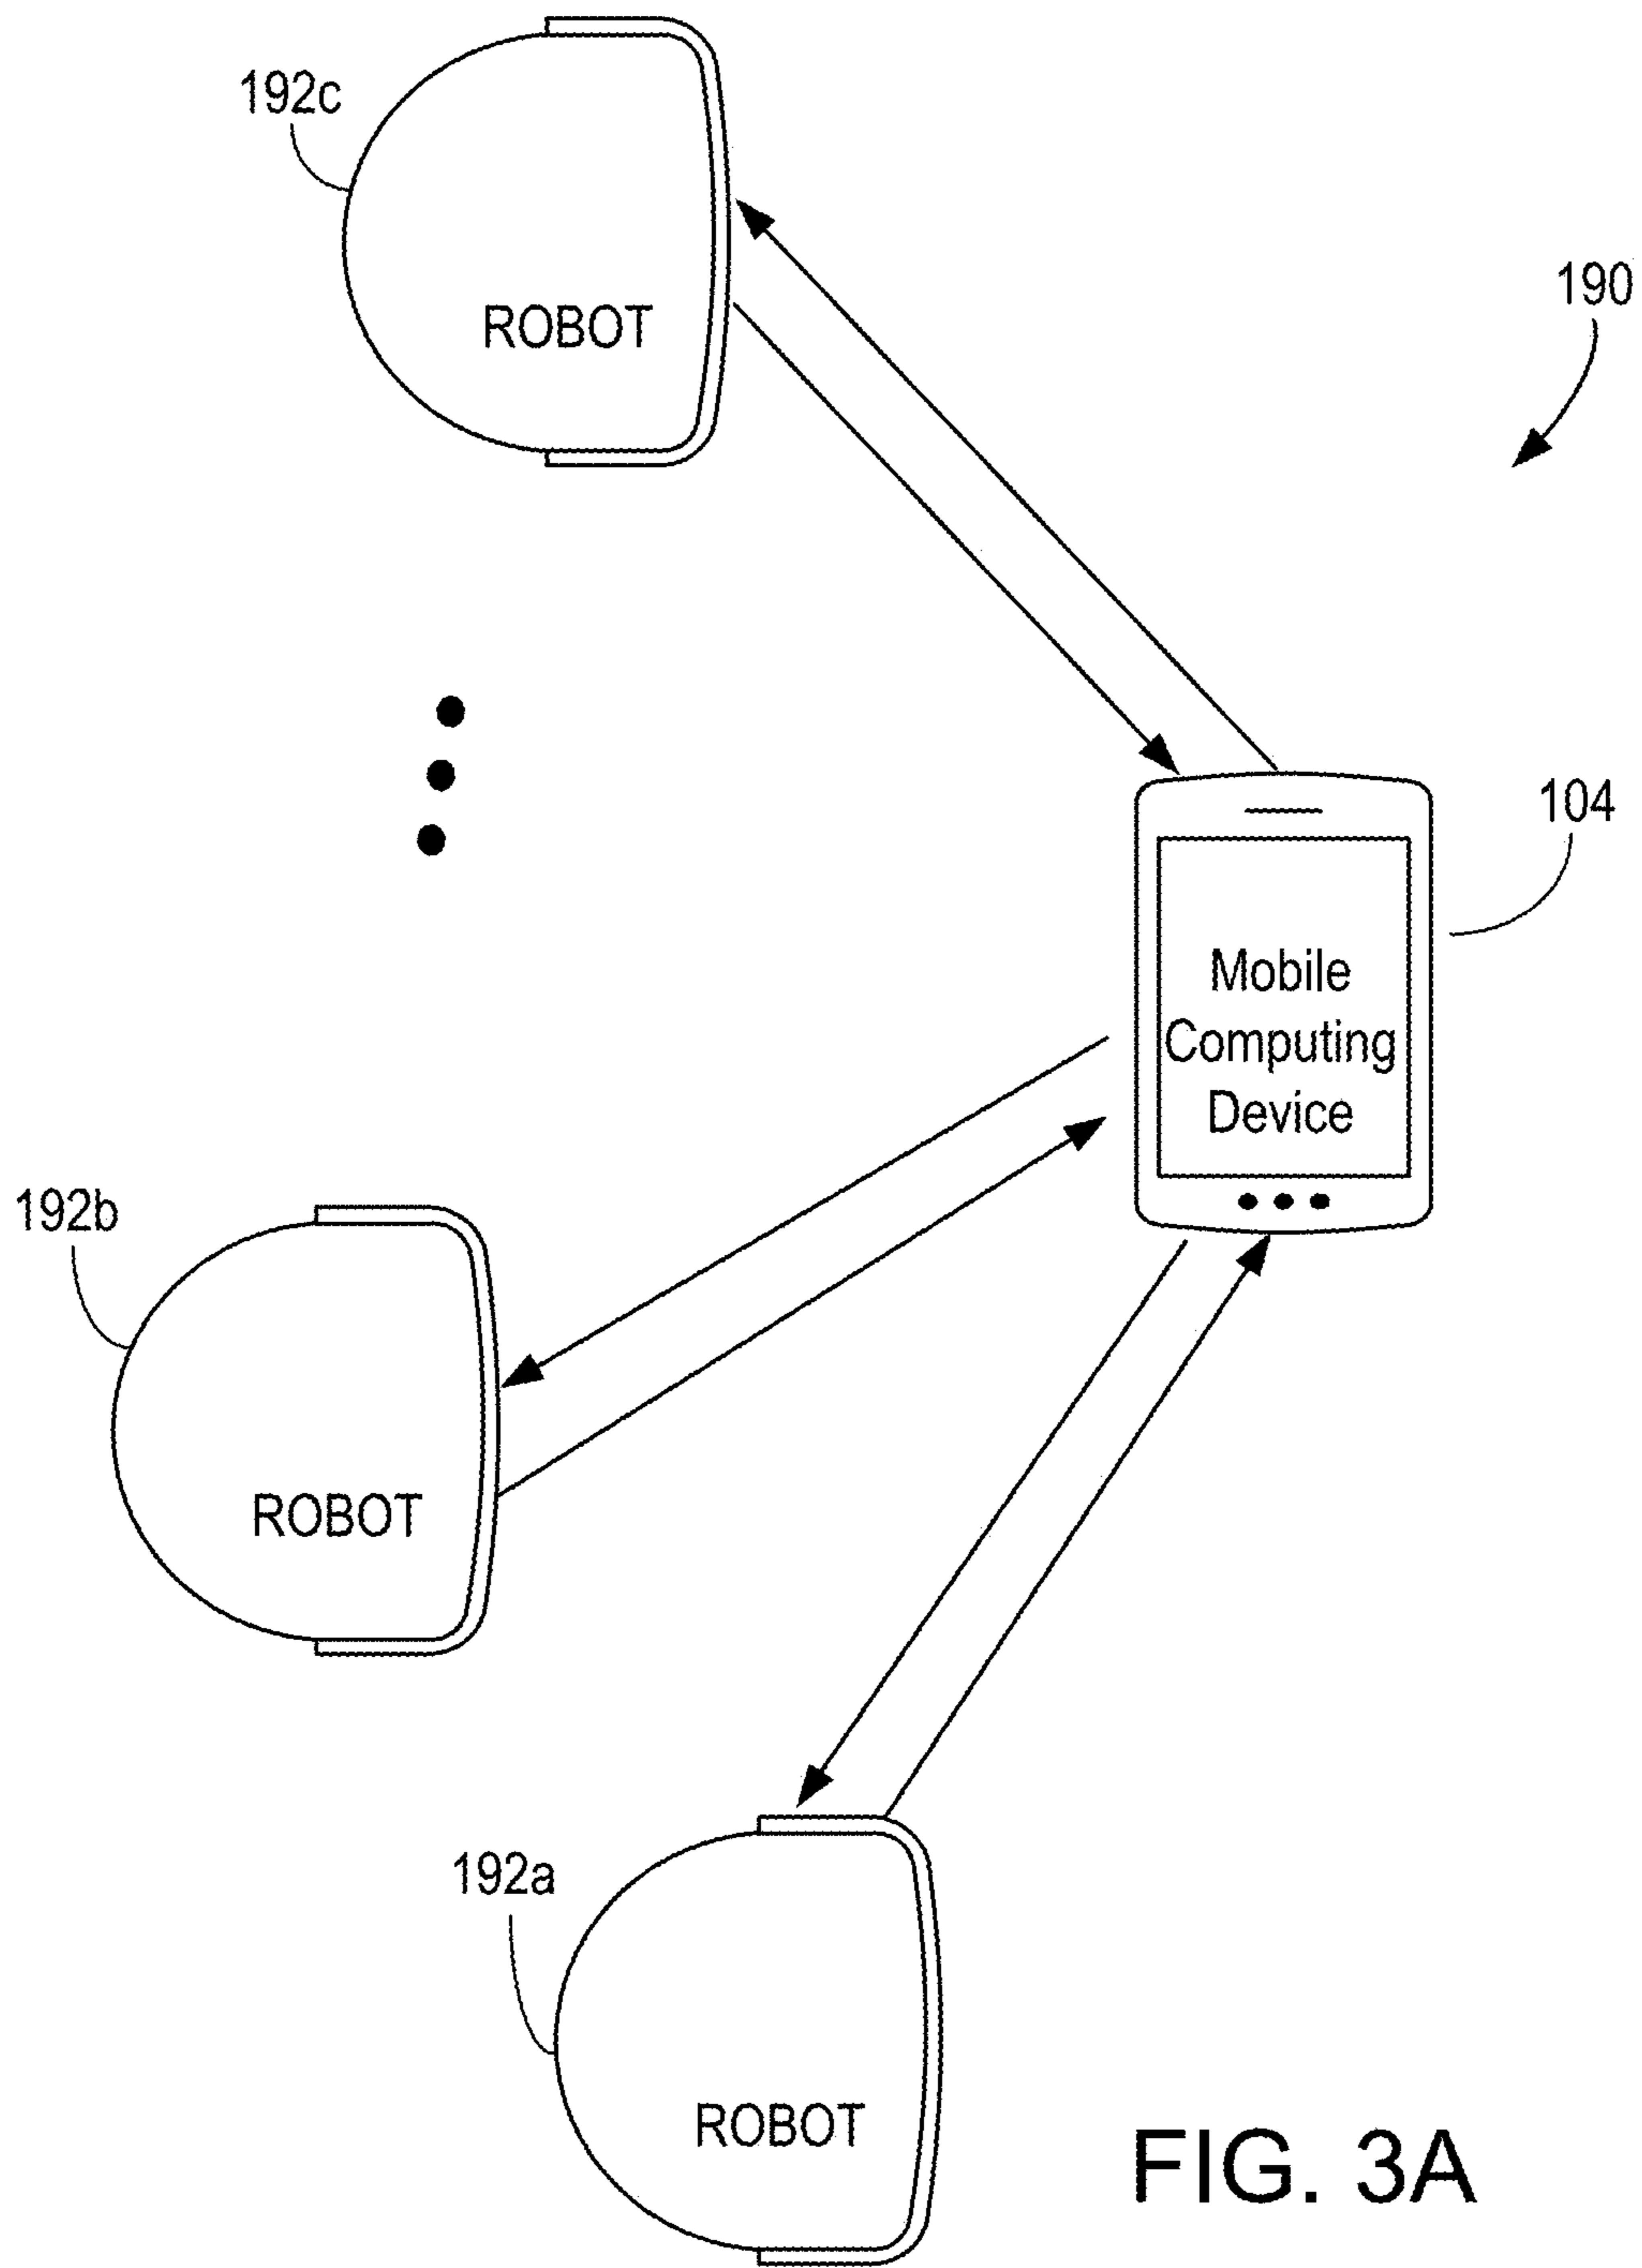 192c
ROBOT
190
104
Mobile
Computing
Device
192b
ROBOT
192a
ROBOT
FIG. 3A